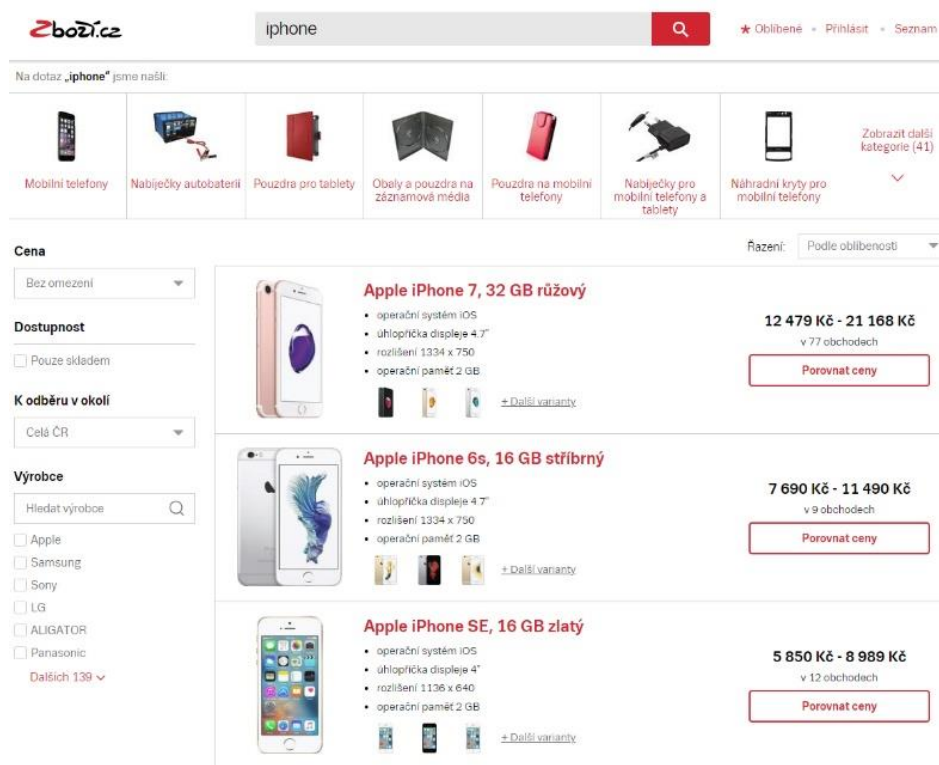 Zboží.cz
iphone
★ Oblíbené • Přihlásit • Seznam
Na dotaz „iphone“ jsme našli:
Mobilní telefony
Nabíječky autobaterií
Pouzdra pro tablety
Obaly a pouzdra na
záznamová média
Pouzdra na mobilní
telefony
Nabíječky pro
mobilní telefony a
tablety
Náhradní kryty pro
mobilní telefony
Zobrazit další
kategorie (41)
Řazení: Podle oblíbenosti
Cena
Bez omezení
Dostupnost
Pouze skladem
K odběru v okolí
Celá ČR
Výrobce
Hledat výrobce
Apple
Samsung
Sony
LG
ALIGATOR
Panasonic
Dalších 139
Apple iPhone 7, 32 GB růžový
• operační systém iOS
• úhlopříčka displeje 4.7"
• rozlišení 1334 x 750
• operační paměť 2 GB
+ Další varianty
12 479 Kč - 21 168 Kč
v 77 obchodech
Porovnat ceny
Apple iPhone 6s, 16 GB stříbrný
• operační systém iOS
• úhlopříčka displeje 4.7"
• rozlišení 1334 x 750
• operační paměť 2 GB
+ Další varianty
7 690 Kč - 11 490 Kč
v 9 obchodech
Porovnat ceny
Apple iPhone SE, 16 GB zlatý
• operační systém iOS
• úhlopříčka displeje 4"
• rozlišení 1136 x 640
• operační paměť 2 GB
+ Další varianty
5 850 Kč - 8 989 Kč
v 12 obchodech
Porovnat ceny